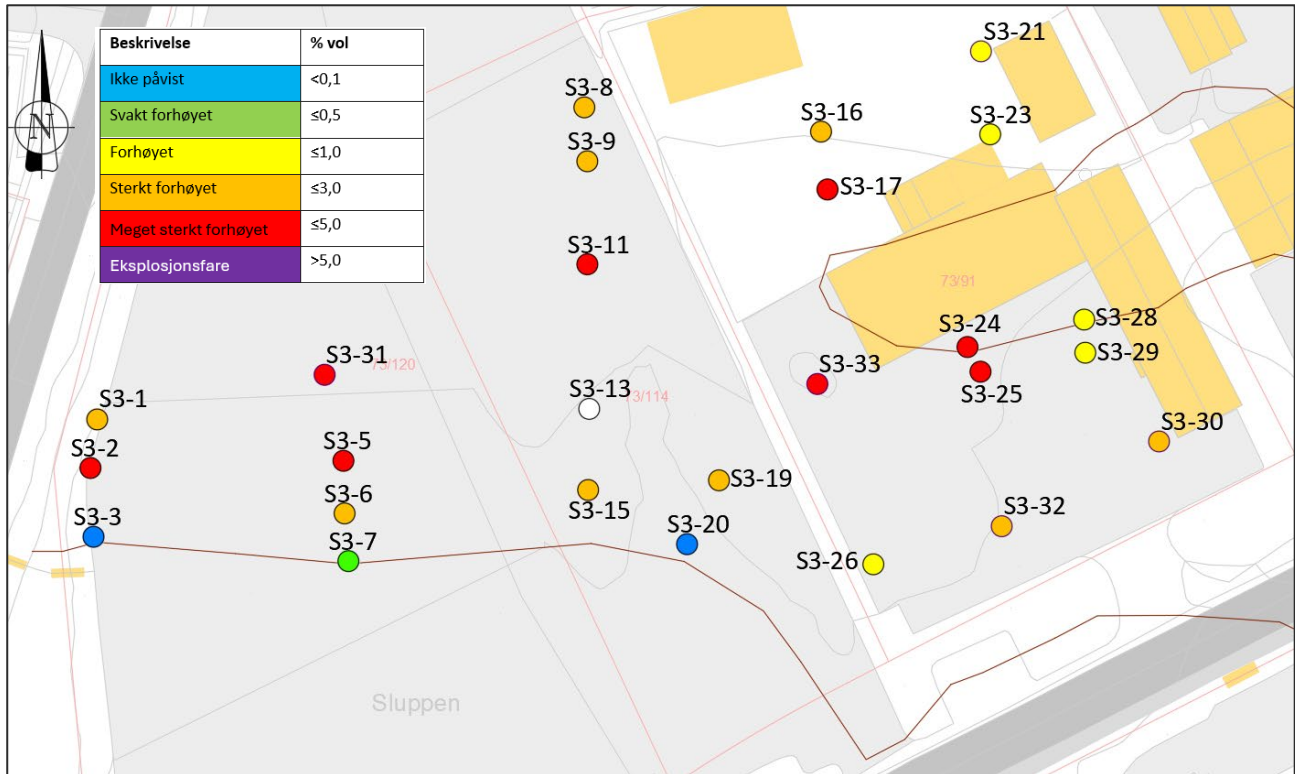 Beskrivelse % vol
Ikke påvist <0,1
Svakt forhøyet ≤0,5
Forhøyet ≤1,0
Sterkt forhøyet ≤3,0
Meget sterkt forhøyet ≤5,0
Eksplosjonsfare >5,0
N
S3-21
S3-8
S3-16
S3-23
S3-9
S3-17
S3-11
73/91
S3-28
S3-24
S3-29
S3-31
73/120
S3-33
S3-13
73/114
S3-25
S3-1
S3-30
S3-2
S3-5
S3-19
S3-6
S3-15
S3-32
S3-3
S3-20
S3-7
S3-26
Sluppen